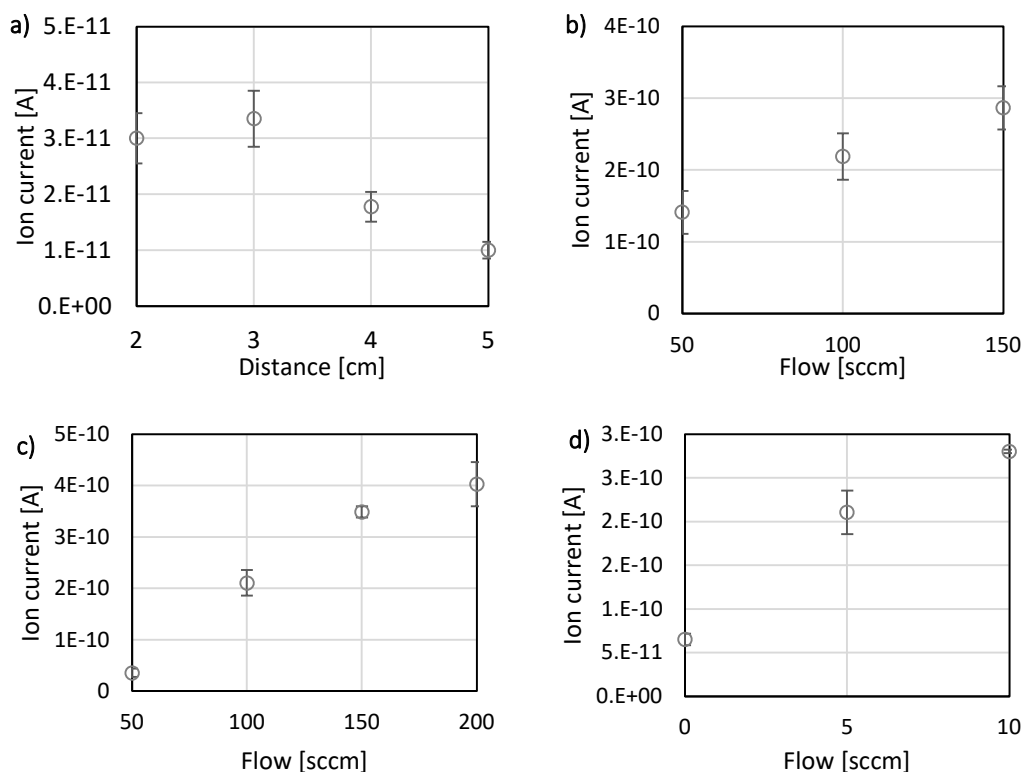 a)
Ion current [A]
5.E-11
4.E-11
3.E-11
2.E-11
1.E-11
0.E+00
2 3 4 5
Distance [cm]
b)
Ion current [A]
4E-10
3E-10
2E-10
1E-10
0
50 100 150
Flow [sccm]
c)
Ion current [A]
5E-10
4E-10
3E-10
2E-10
1E-10
0
50 100 150 200
Flow [sccm]
d)
Ion current [A]
3.E-10
3.E-10
2.E-10
2.E-10
1.E-10
5.E-11
0.E+00
0 5 10
Flow [sccm]